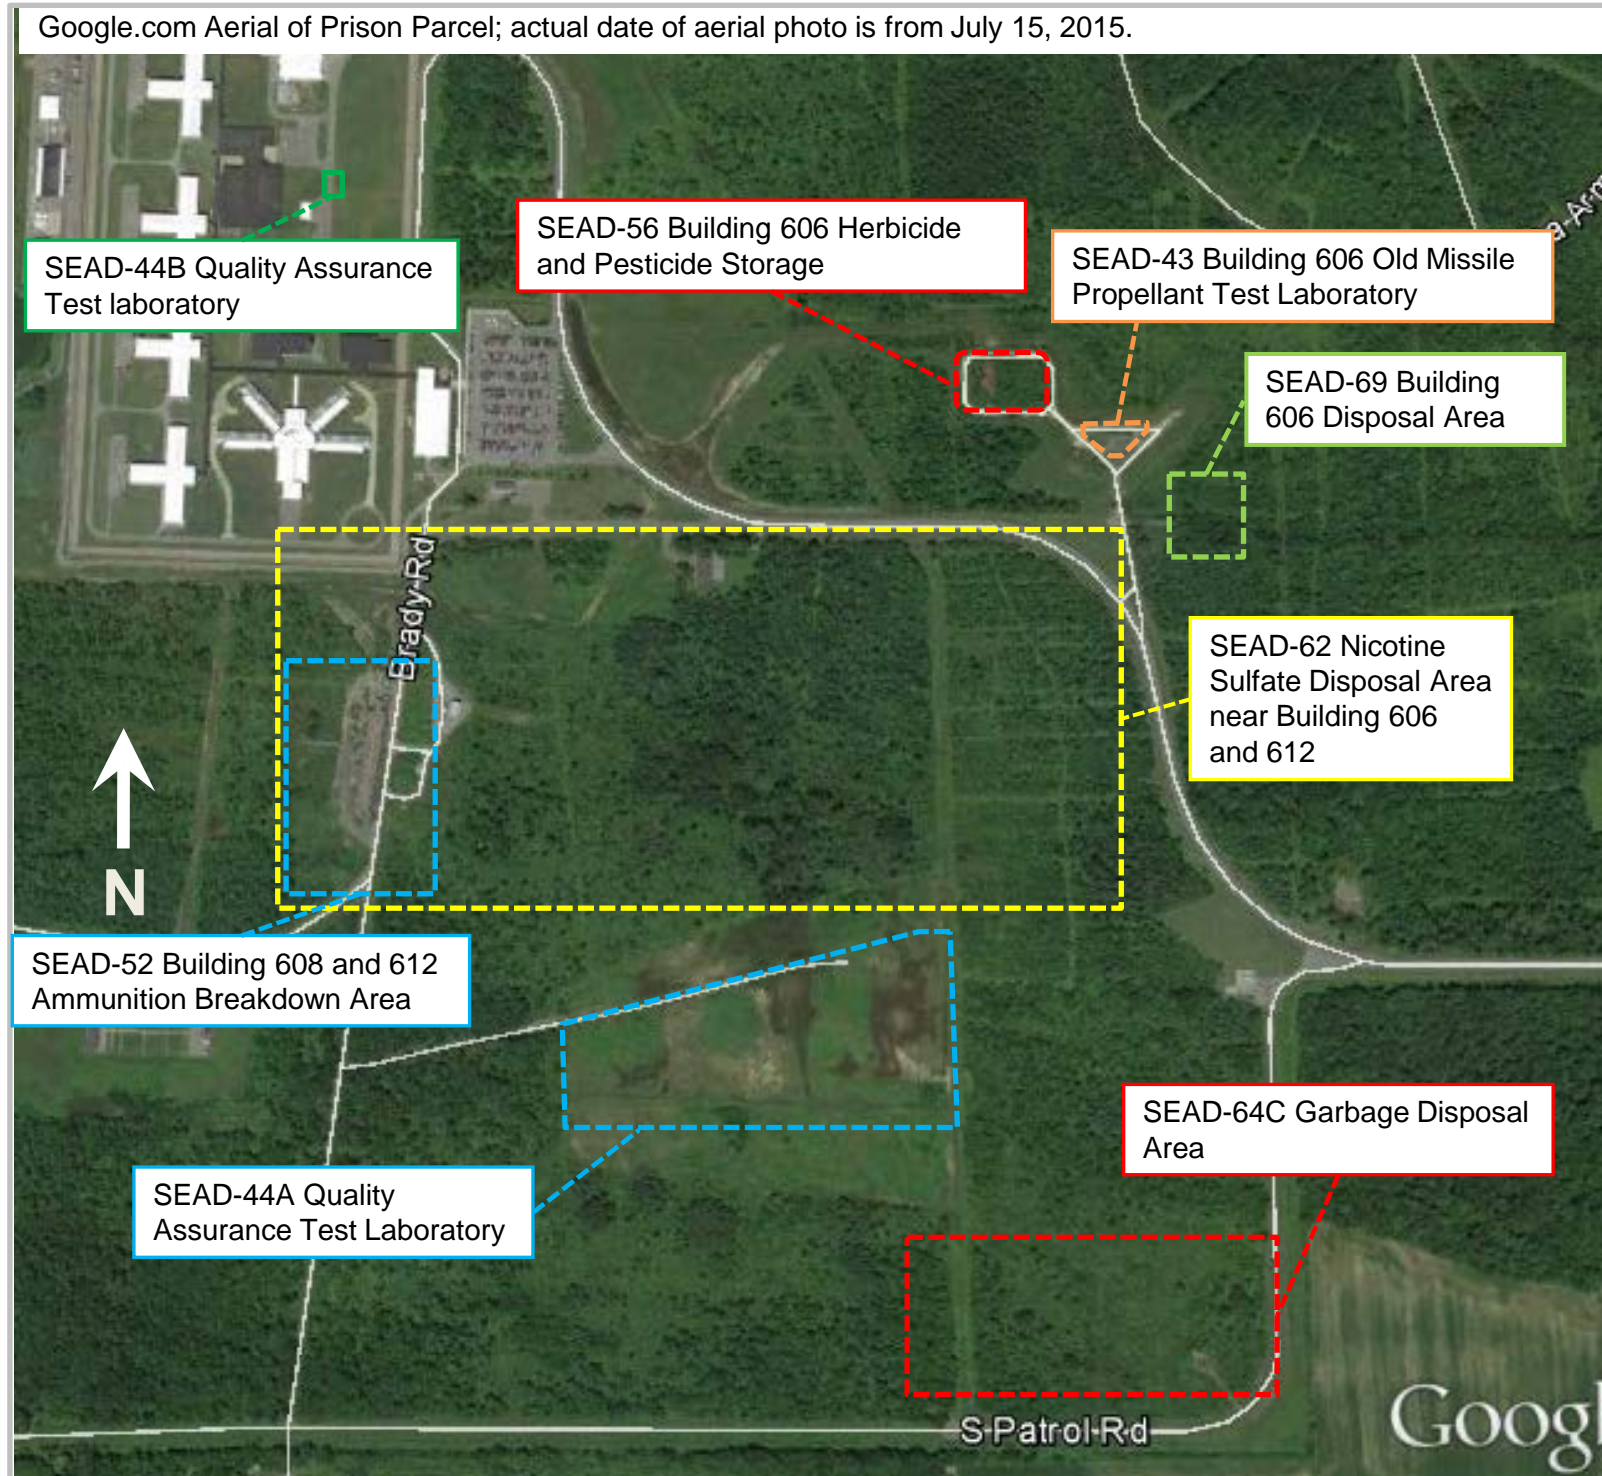 Google.com Aerial of Prison Parcel; actual date of aerial photo is from July 15, 2015.
SEAD-44B Quality Assurance
Test laboratory
SEAD-56 Building 606 Herbicide
and Pesticide Storage
SEAD-43 Building 606 Old Missile
Propellant Test Laboratory
a-Arm
SEAD-69 Building
606 Disposal Area
Brady Rd
SEAD-62 Nicotine
Sulfate Disposal Area
near Building 606
and 612
N
SEAD-52 Building 608 and 612
Ammunition Breakdown Area
SEAD-64C Garbage Disposal
Area
SEAD-44A Quality
Assurance Test Laboratory
S Patrol Rd
Googl